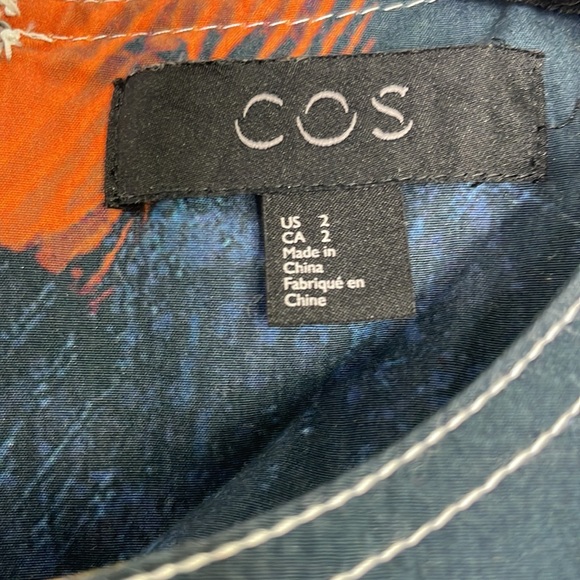 COS
US 2
CA 2
Made in
China
Fabriqué en
Chine